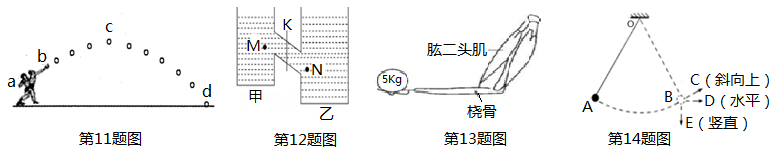 a b c d
第11题图
K
M
N
甲
乙
第12题图
肱二头肌
5Kg
桡骨
第13题图
O
A
B
C（斜向上）
D（水平）
E（竖直）
第14题图